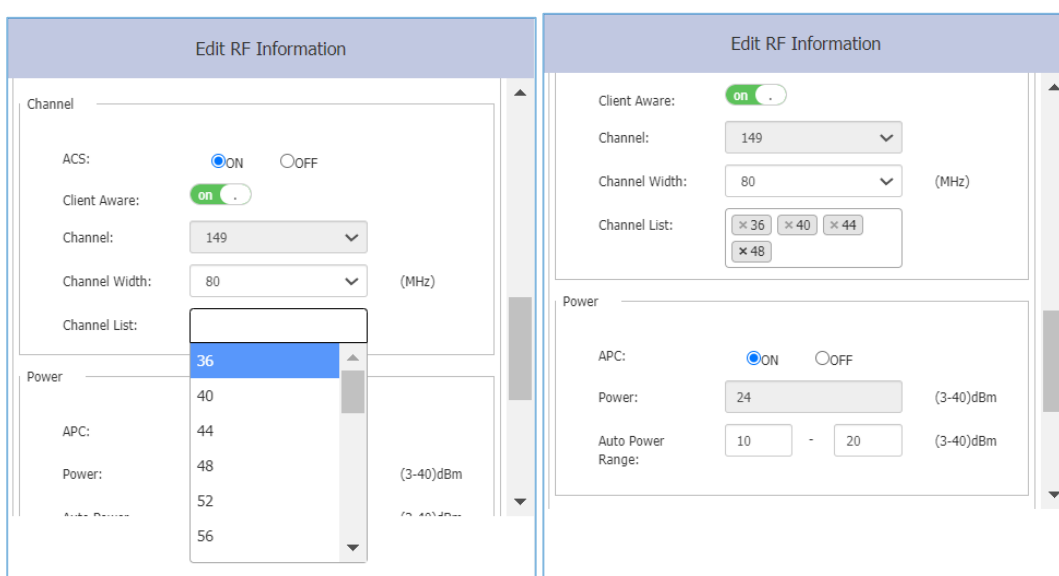 Edit RF Information
Channel
ACS: ON OFF
Client Aware: on .
Channel: 149
Channel Width: 80 (MHz)
Channel List:
36
40
44
48
52
56
Power
APC:
Power: (3-40)dBm
Edit RF Information
Client Aware: on .
Channel: 149
Channel Width: 80 (MHz)
Channel List: ×36 ×40 ×44
×48
Power
APC: ON OFF
Power: 24 (3-40)dBm
Auto Power 10 - 20 (3-40)dBm
Range: